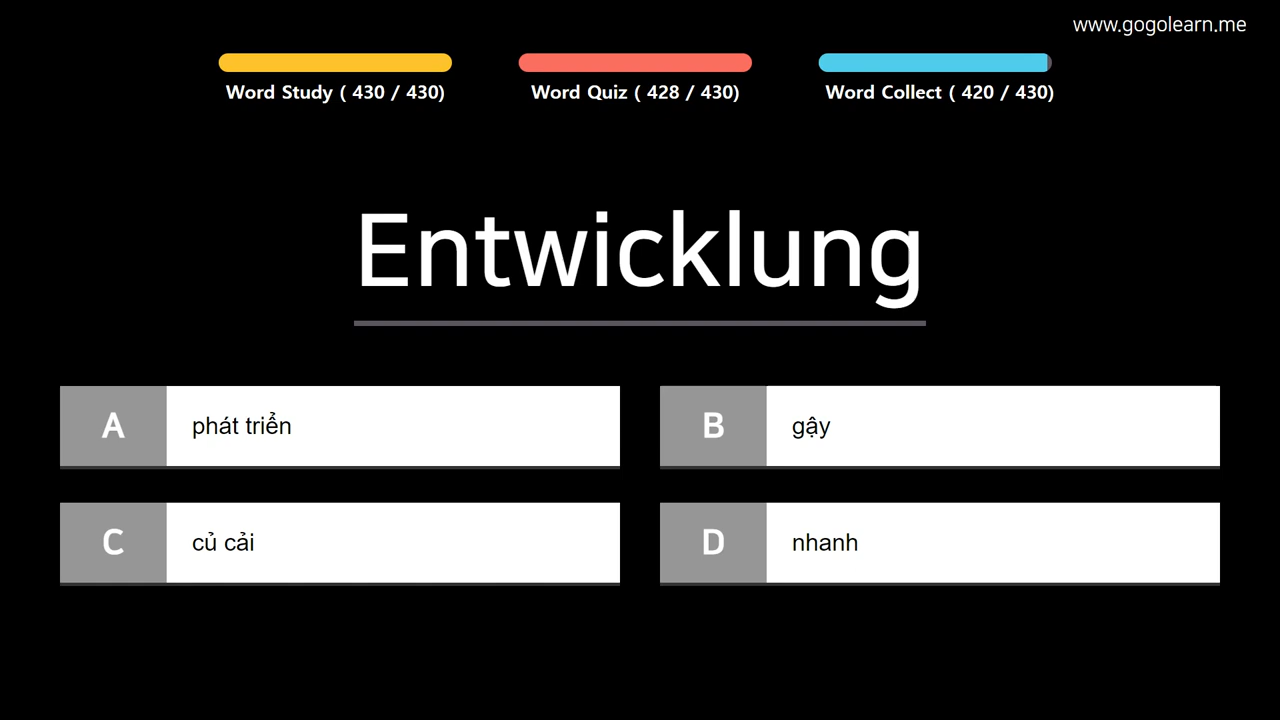 www.gogolearn.me
Word Study ( 430 / 430)
Word Quiz ( 428 / 430)
Word Collect ( 420 / 430)
Entwicklung
A phát triển
B gậy
C củ cải
D nhanh